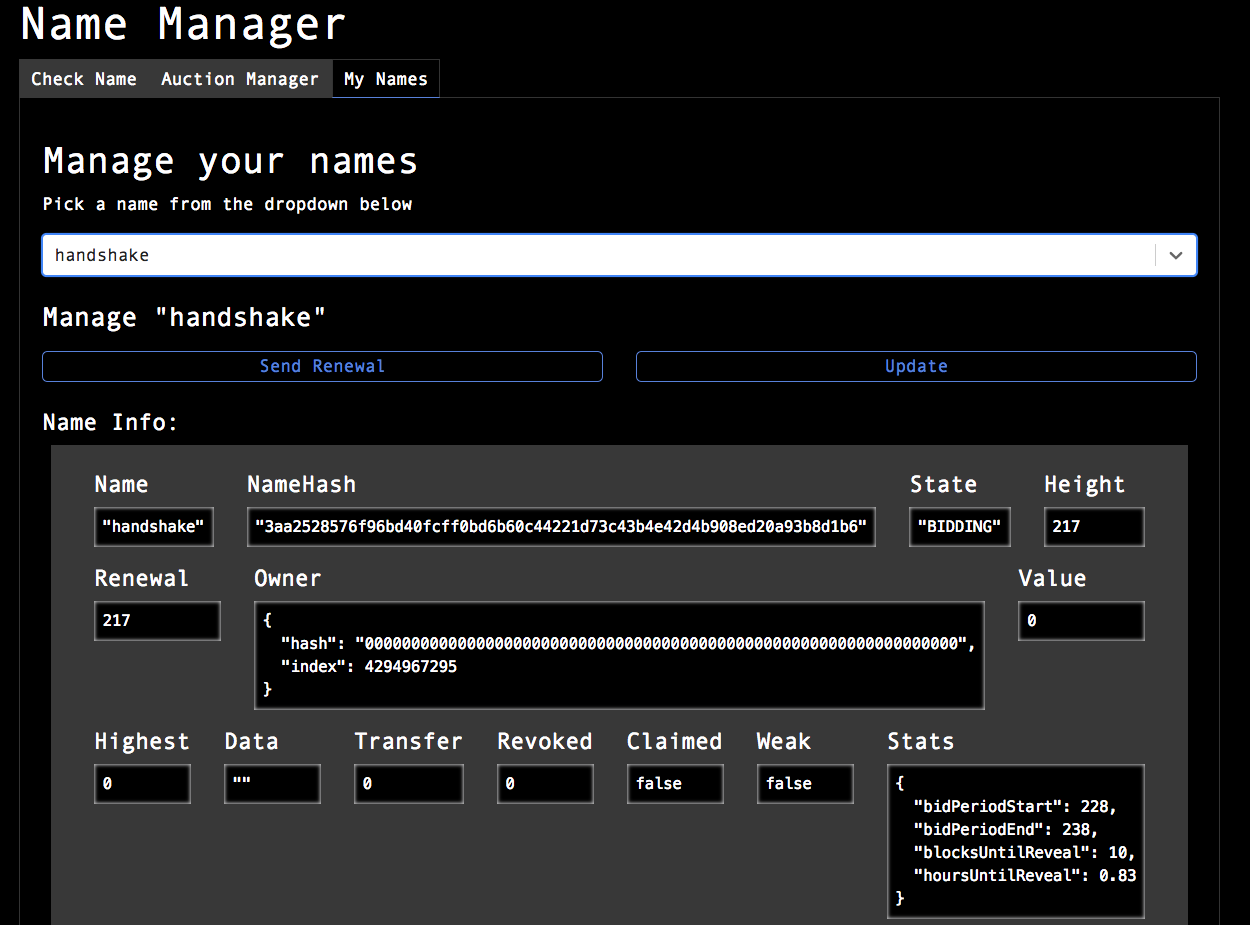 Name Manager
Check Name Auction Manager My Names
Manage your names
Pick a name from the dropdown below
handshake
Manage "handshake"
Send Renewal Update
Name Info:
Name NameHash State Height
"handshake" "3aa2528576f96bd40fcff0bd6b60c44221d73c43b4e42d4b908ed20a93b8d1b6" "BIDDING" 217
Renewal Owner Value
217 { 0
"hash": "0000000000000000000000000000000000000000000000000000000000000000",
"index": 4294967295
}
Highest Data Transfer Revoked Claimed Weak Stats
0 "" 0 0 false false {
"bidPeriodStart": 228,
"bidPeriodEnd": 238,
"blocksUntilReveal": 10,
"hoursUntilReveal": 0.83
}